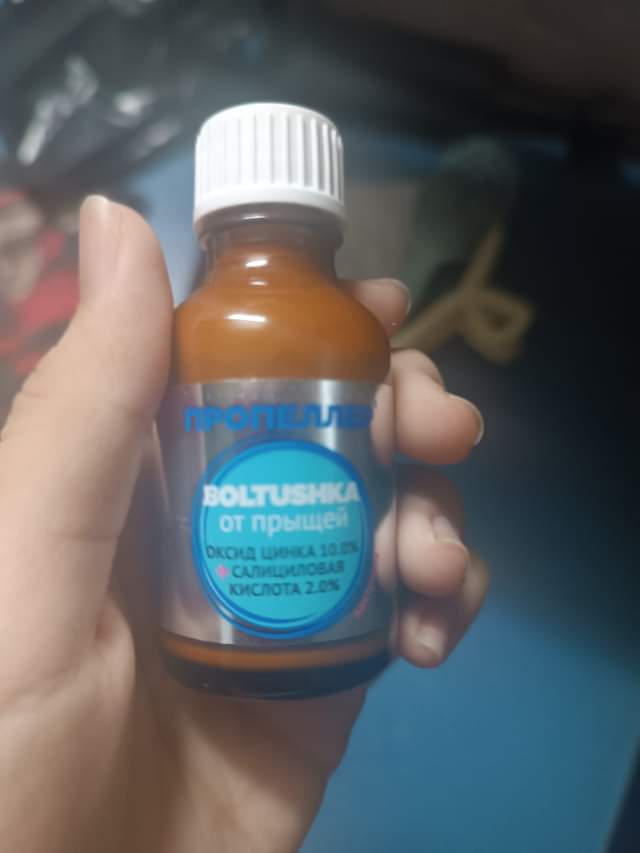 ПРОПЕЛЛЕР
BOLTUSHKA
от прыщей
ОКСИД ЦИНКА 10.0%
+ САЛИЦИЛОВАЯ
КИСЛОТА 2.0%